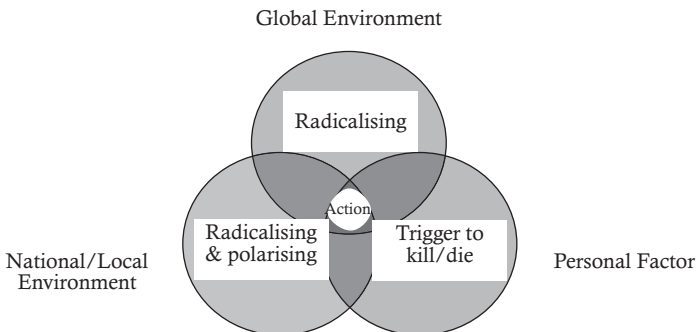 Global Environment
Radicalising
Action
Radicalising
& polarising
Trigger to
kill/die
National/Local
Environment
Personal Factor